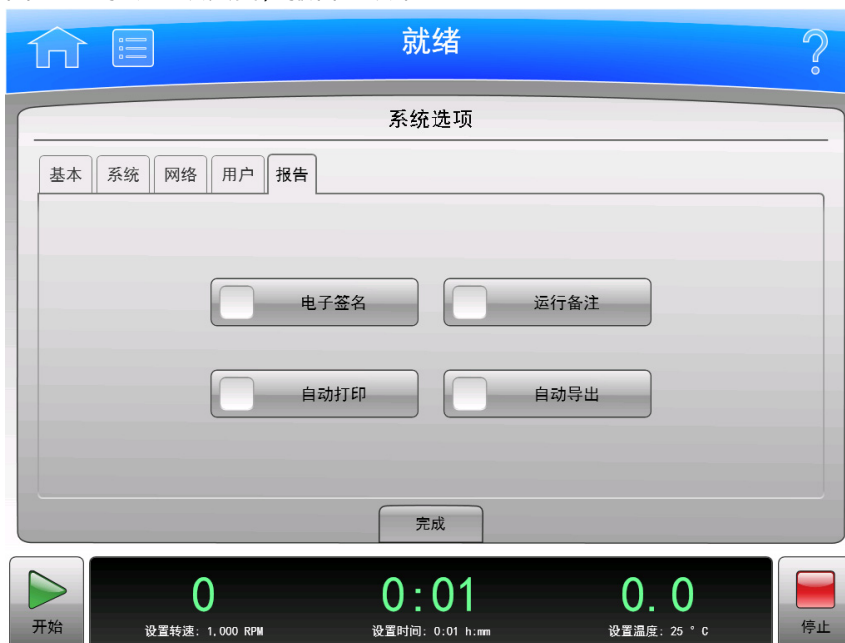 就绪
?
系统选项
基本 系统 网络 用户 报告
电子签名 运行备注
自动打印 自动导出
完成
0 0:01 0.0
开始 设置转速: 1,000 RPM 设置时间: 0:01 h:mm 设置温度: 25 ° C 停止